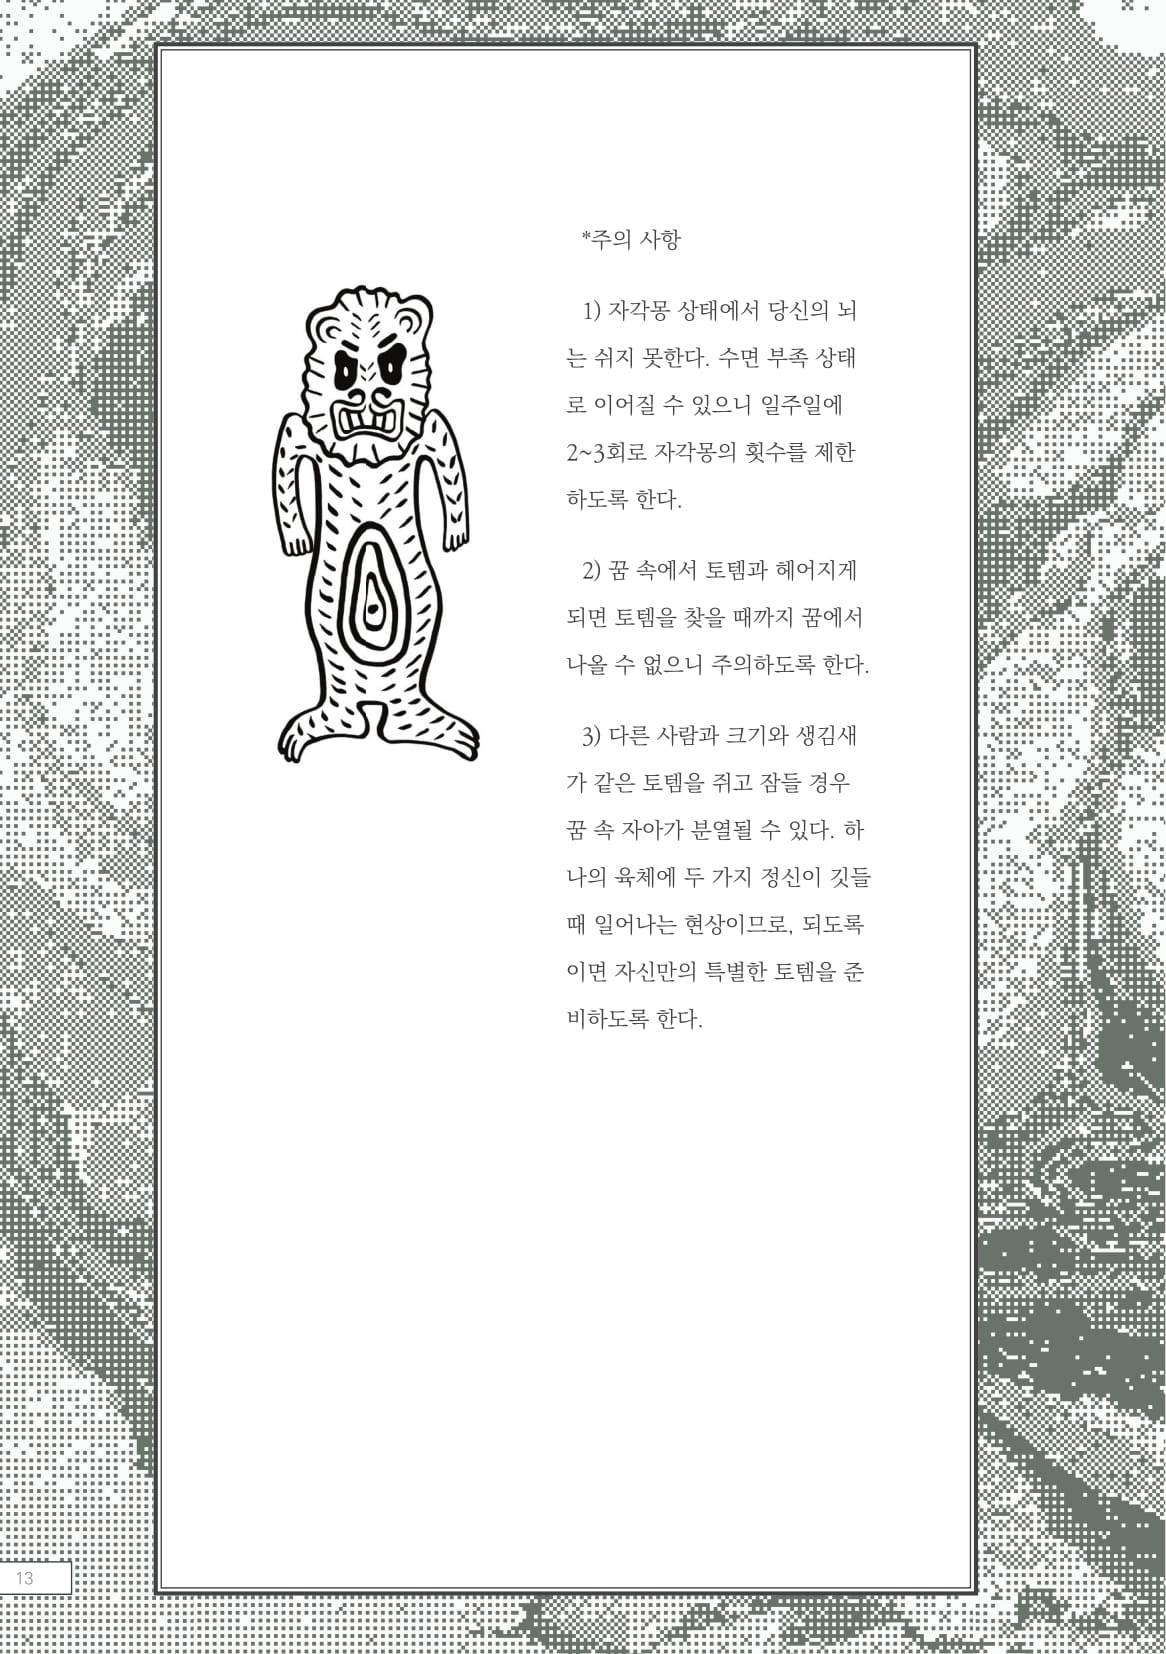 *주의 사항
1) 자각몽 상태에서 당신의 뇌
는 쉬지 못한다. 수면 부족 상태
로 이어질 수 있으니 일주일에
2~3회로 자각몽의 횟수를 제한
하도록 한다.
2) 꿈 속에서 토템과 헤어지게
되면 토템을 찾을 때까지 꿈에서
나올 수 없으니 주의하도록 한다.
3) 다른 사람과 크기와 생김새
가 같은 토템을 쥐고 잠들 경우
꿈 속 자아가 분열될 수 있다. 하
나의 육체에 두 가지 정신이 깃들
때 일어나는 현상이므로, 되도록
이면 자신만의 특별한 토템을 준
비하도록 한다.
13